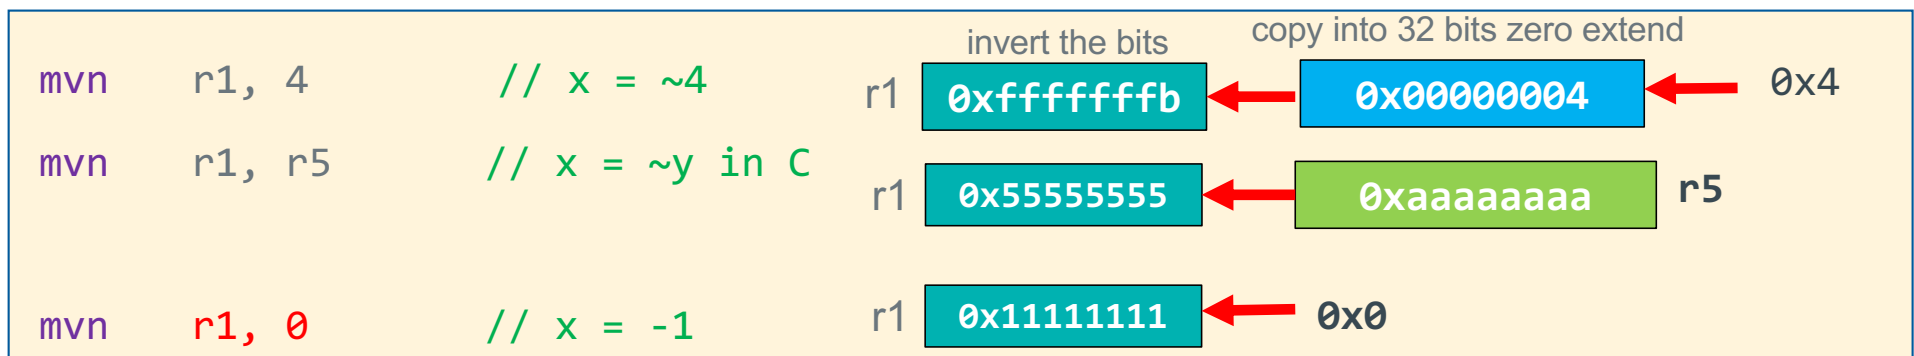 invert the bits copy into 32 bits zero extend
mvn r1, 4 // x = ~4 r1 0xfffffffb 0x00000004 0x4
mvn r1, r5 // x = ~y in C r1 0x55555555 0xaaaaaaaa r5
mvn r1, 0 // x = -1 r1 0x11111111 0x0